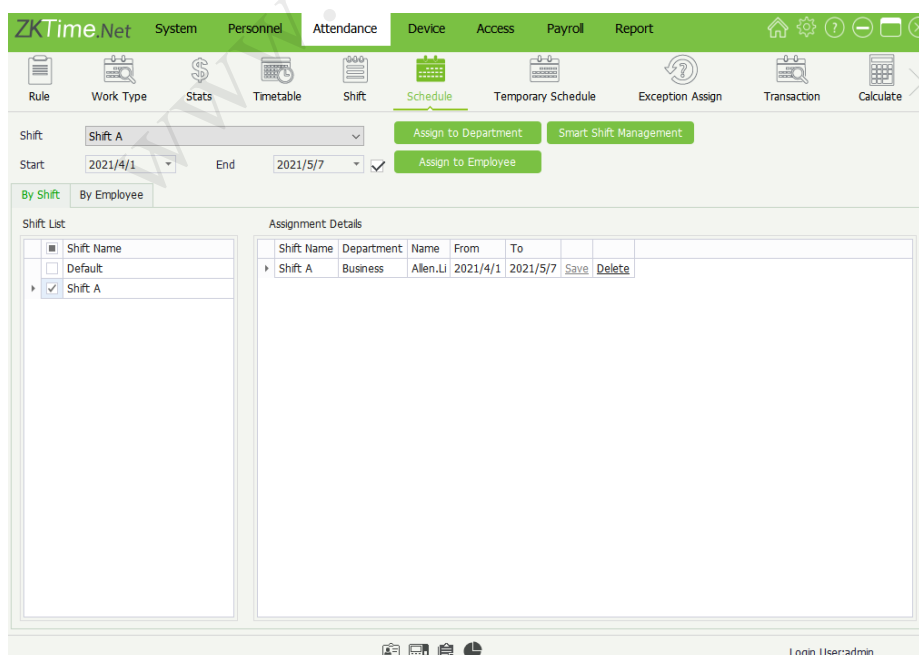 ZKTime.Net System Personnel Attendance Device Access Payroll Report
Rule Work Type Stats Timetable Shift Schedule Temporary Schedule Exception Assign Transaction Calculate
Shift Shift A Assign to Department Smart Shift Management
Start 2021/4/1 End 2021/5/7 Assign to Employee
By Shift By Employee
Shift List Assignment Details
Shift Name Shift Name Department Name From To
Default Shift A Business Allen.Li 2021/4/1 2021/5/7 Save Delete
Shift A
Login User:admin
www.